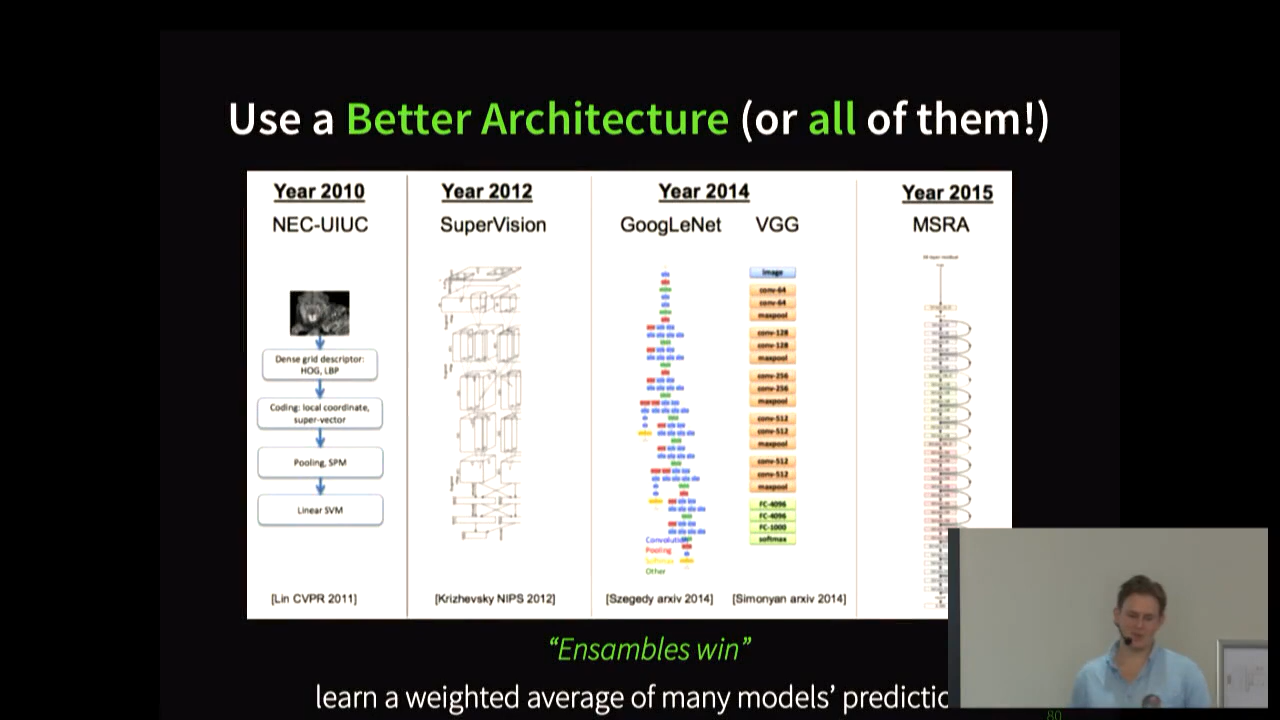 Use a Better Architecture (or all of them!)
Year 2010
NEC-UIUC
Dense grid descriptor:
HOG, LBP
Coding: local coordinate,
super-vector
Pooling, SPM
Linear SVM
[Lin CVPR 2011]
Year 2012
SuperVision
[Krizhevsky NIPS 2012]
Year 2014
GoogLeNet
Convolution
Pooling
Softmax
Other
[Szegedy arxiv 2014]
VGG
image
conv-64
conv-64
maxpool
conv-128
conv-128
maxpool
conv-256
conv-256
maxpool
conv-512
conv-512
maxpool
conv-512
conv-512
maxpool
FC-4096
FC-4096
FC-1000
softmax
[Simonyan arxiv 2014]
Year 2015
MSRA
“Ensambles win”
learn a weighted average of many models’ predictio
80